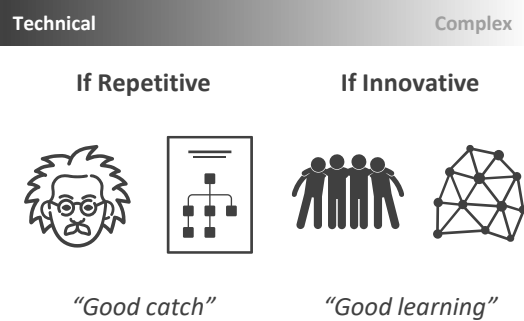 Technical Complex
If Repetitive If Innovative
“Good catch” “Good learning”